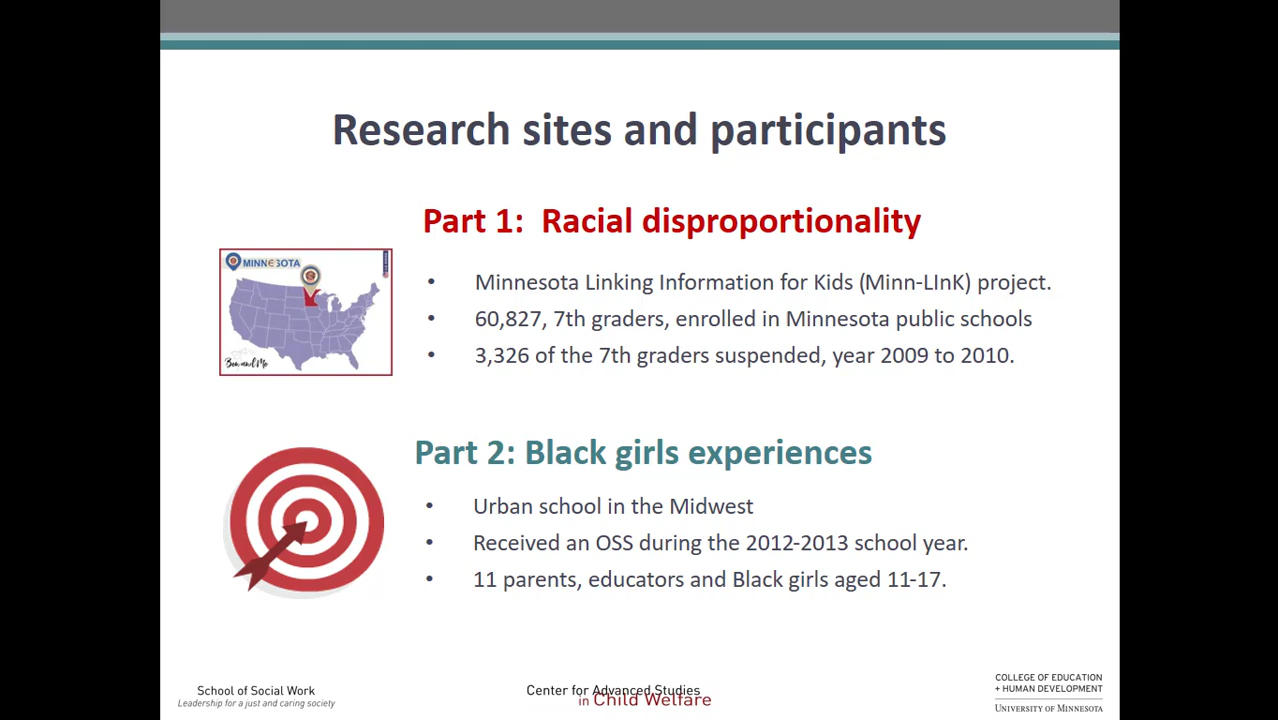 Research sites and participants
Part 1: Racial disproportionality
MINNESOTA
• Minnesota Linking Information for Kids (Minn-LInK) project.
• 60,827, 7th graders, enrolled in Minnesota public schools
• 3,326 of the 7th graders suspended, year 2009 to 2010.
Part 2: Black girls experiences
• Urban school in the Midwest
• Received an OSS during the 2012-2013 school year.
• 11 parents, educators and Black girls aged 11-17.
School of Social Work
Leadership for a just and caring society
Center for Advanced Studies
in Child Welfare
COLLEGE OF EDUCATION
+ HUMAN DEVELOPMENT
UNIVERSITY OF MINNESOTA